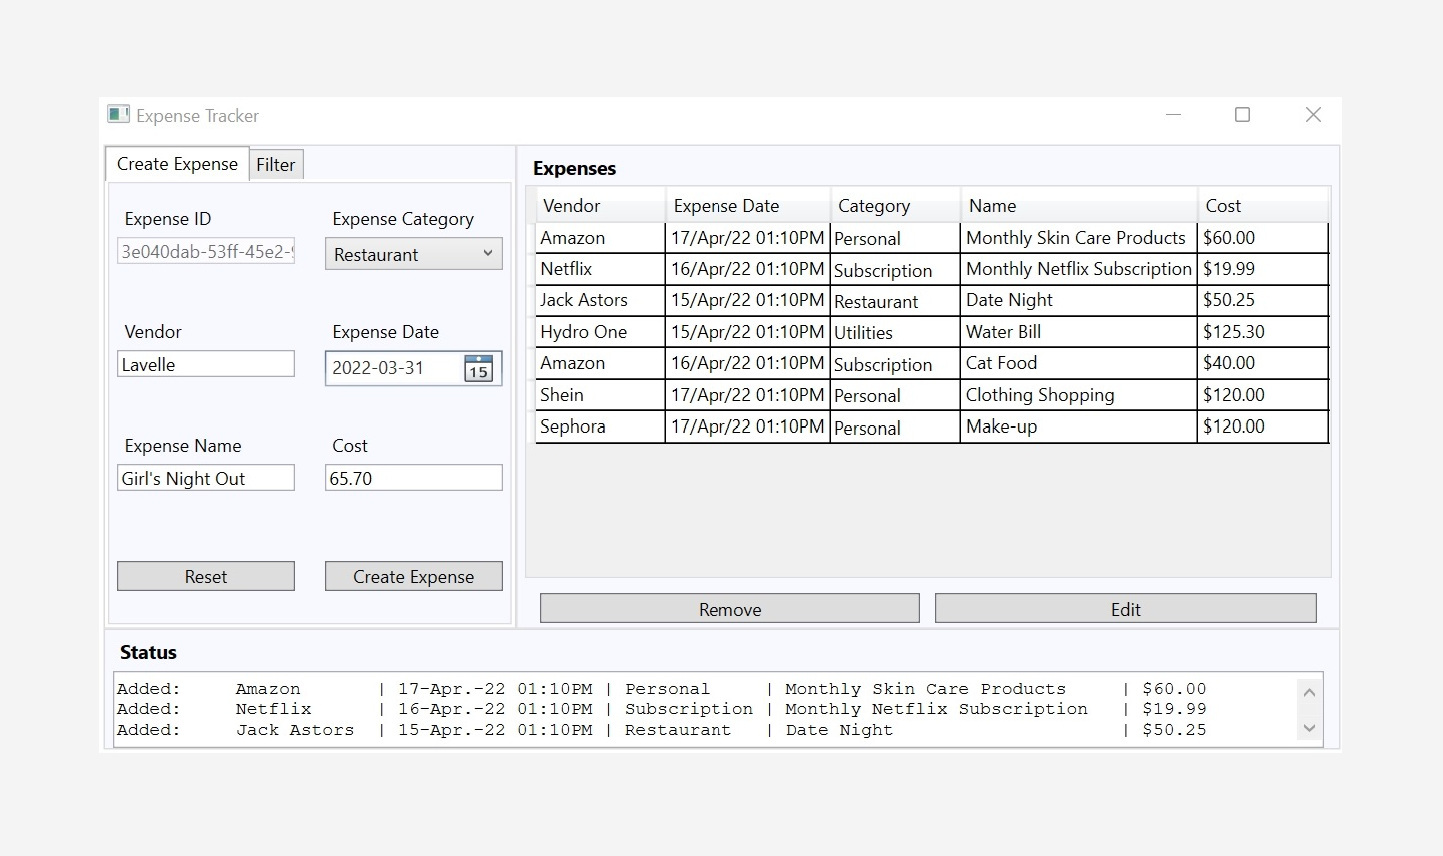 Expense Tracker
Create Expense Filter
Expense ID Expense Category
3e040dab-53ff-45e2- Restaurant
Vendor Expense Date
Lavelle 2022-03-31 15
Expense Name Cost
Girl's Night Out 65.70
Reset Create Expense
Expenses
Vendor Expense Date Category Name Cost
Amazon 17/Apr/22 01:10PM Personal Monthly Skin Care Products $60.00
Netflix 16/Apr/22 01:10PM Subscription Monthly Netflix Subscription $19.99
Jack Astors 15/Apr/22 01:10PM Restaurant Date Night $50.25
Hydro One 15/Apr/22 01:10PM Utilities Water Bill $125.30
Amazon 16/Apr/22 01:10PM Subscription Cat Food $40.00
Shein 17/Apr/22 01:10PM Personal Clothing Shopping $120.00
Sephora 17/Apr/22 01:10PM Personal Make-up $120.00
Remove Edit
Status
Added: Amazon | 17-Apr.-22 01:10PM | Personal | Monthly Skin Care Products | $60.00
Added: Netflix | 16-Apr.-22 01:10PM | Subscription | Monthly Netflix Subscription | $19.99
Added: Jack Astors | 15-Apr.-22 01:10PM | Restaurant | Date Night | $50.25